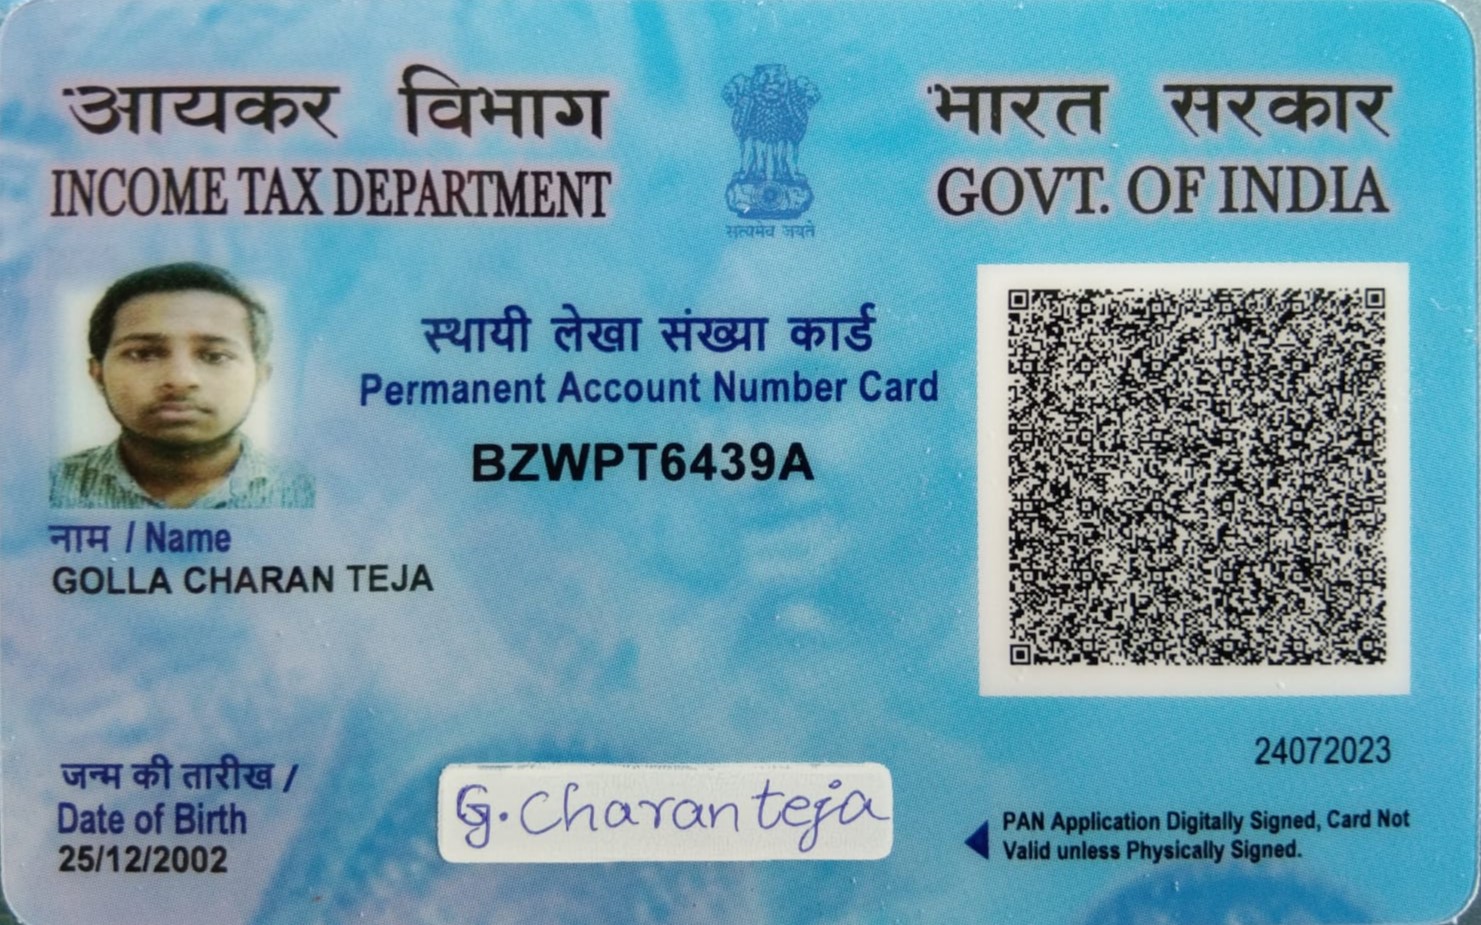 आयकर विभाग
INCOME TAX DEPARTMENT
सत्यमेव जयते
भारत सरकार
GOVT. OF INDIA
स्थायी लेखा संख्या कार्ड
Permanent Account Number Card
BZWPT6439A
नाम / Name
GOLLA CHARAN TEJA
जन्म की तारीख /
Date of Birth
25/12/2002
G. Charan teja
24072023
PAN Application Digitally Signed, Card Not
Valid unless Physically Signed.